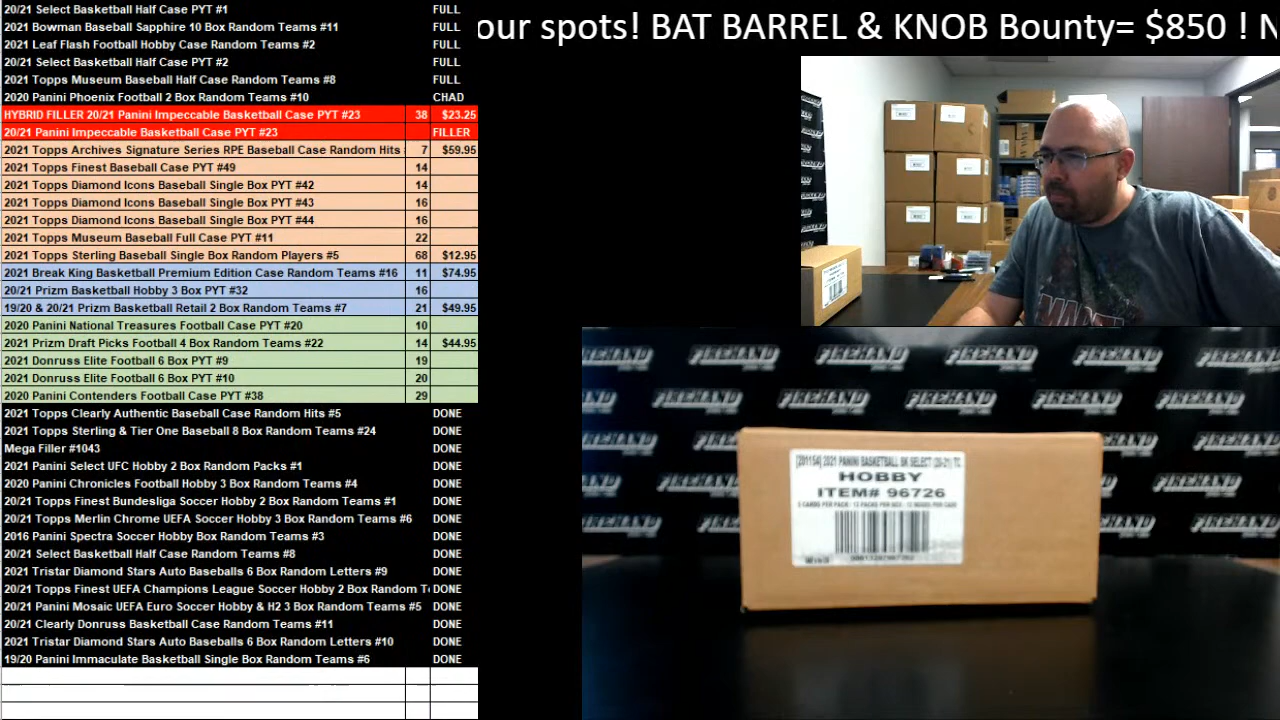 our spots! BAT BARREL & KNOB Bounty= $850 ! N
20/21 Select Basketball Half Case PYT #1 FULL
2021 Bowman Baseball Sapphire 10 Box Random Teams #11 FULL
2021 Leaf Flash Football Hobby Case Random Teams #2 FULL
20/21 Select Basketball Half Case PYT #2 FULL
2021 Topps Museum Baseball Half Case Random Teams #8 FULL
2020 Panini Phoenix Football 2 Box Random Teams #10 CHAD
HYBRID FILLER 20/21 Panini Impeccable Basketball Case PYT #23 38 $23.25
20/21 Panini Impeccable Basketball Case PYT #23 FILLER
2021 Topps Archives Signature Series RPE Baseball Case Random Hits 7 $59.95
2021 Topps Finest Baseball Case PYT #49 14
2021 Topps Diamond Icons Baseball Single Box PYT #42 14
2021 Topps Diamond Icons Baseball Single Box PYT #43 16
2021 Topps Diamond Icons Baseball Single Box PYT #44 16
2021 Topps Museum Baseball Full Case PYT #11 22
2021 Topps Sterling Baseball Single Box Random Players #5 68 $12.95
2021 Break King Basketball Premium Edition Case Random Teams #16 11 $74.95
20/21 Prizm Basketball Hobby 3 Box PYT #32 16
19/20 & 20/21 Prizm Basketball Retail 2 Box Random Teams #7 21 $49.95
2020 Panini National Treasures Football Case PYT #20 10
2021 Prizm Draft Picks Football 4 Box Random Teams #22 14 $44.95
2021 Donruss Elite Football 6 Box PYT #9 19
2021 Donruss Elite Football 6 Box PYT #10 20
2020 Panini Contenders Football Case PYT #38 29
2021 Topps Clearly Authentic Baseball Case Random Hits #5 DONE
2021 Topps Sterling & Tier One Baseball 8 Box Random Teams #24 DONE
Mega Filler #1043 DONE
2021 Panini Select UFC Hobby 2 Box Random Packs #1 DONE
2020 Panini Chronicles Football Hobby 3 Box Random Teams #4 DONE
20/21 Topps Finest Bundesliga Soccer Hobby 2 Box Random Teams #1 DONE
20/21 Topps Merlin Chrome UEFA Soccer Hobby 3 Box Random Teams #6 DONE
2016 Panini Spectra Soccer Hobby Box Random Teams #3 DONE
20/21 Select Basketball Half Case Random Teams #8 DONE
2021 Tristar Diamond Stars Auto Baseballs 6 Box Random Letters #9 DONE
20/21 Topps Finest UEFA Champions League Soccer Hobby 2 Box Random T DONE
20/21 Panini Mosaic UEFA Euro Soccer Hobby & H2 3 Box Random Teams #5 DONE
20/21 Clearly Donruss Basketball Case Random Teams #11 DONE
2021 Tristar Diamond Stars Auto Baseballs 6 Box Random Letters #10 DONE
19/20 Panini Immaculate Basketball Single Box Random Teams #6 DONE
FIREHAND
[201154] 2021 PANINI BASKETBALL BK SELECT (20-21) TC
HOBBY
ITEM# 96726